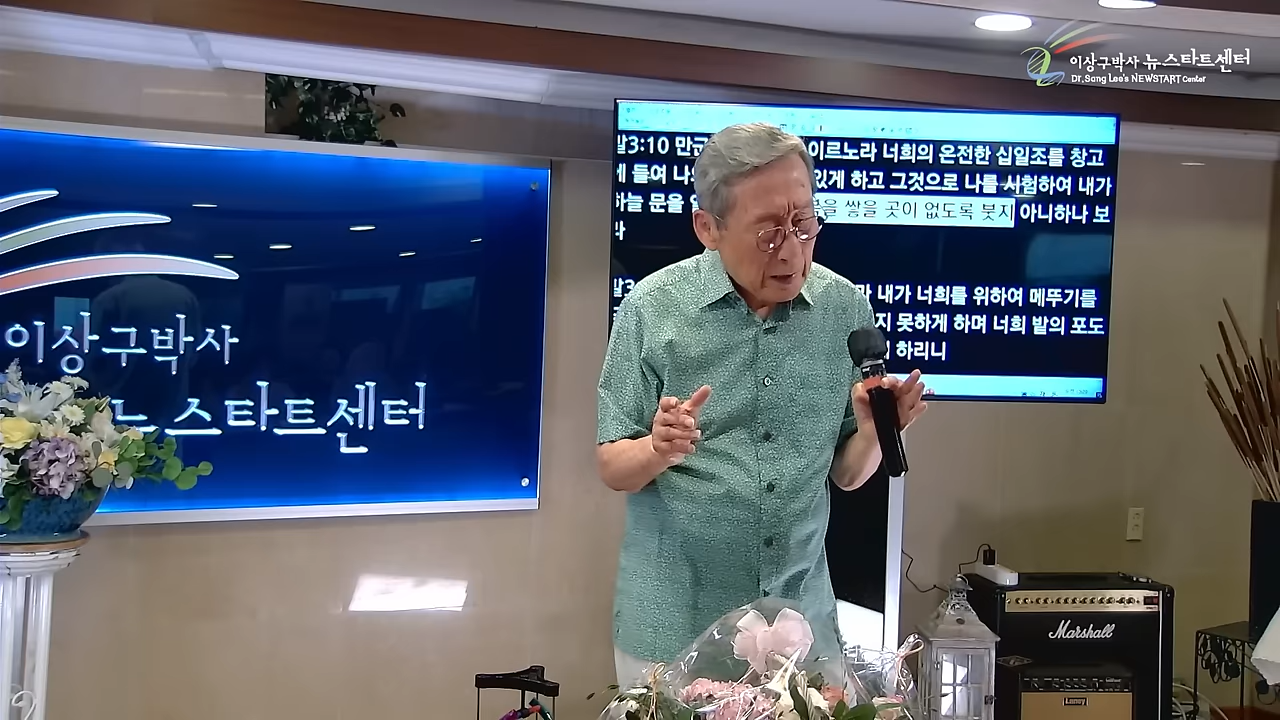 이상구박사 뉴스타트센터
Dr. Sang Lee's NEWSTART Center
말3:10 만군 이르노라 너희의 온전한 십일조를 창고
에 들여 나의 있게 하고 그것으로 나를 시험하여 내가
하늘 문을 쌓을 곳이 없도록 붓지 아니하나 보
라
내가 너희를 위하여 메뚜기를
못하게 하며 너희 밭의 포도
하리니
이상구박사
뉴스타트센터
Marshall
Laney